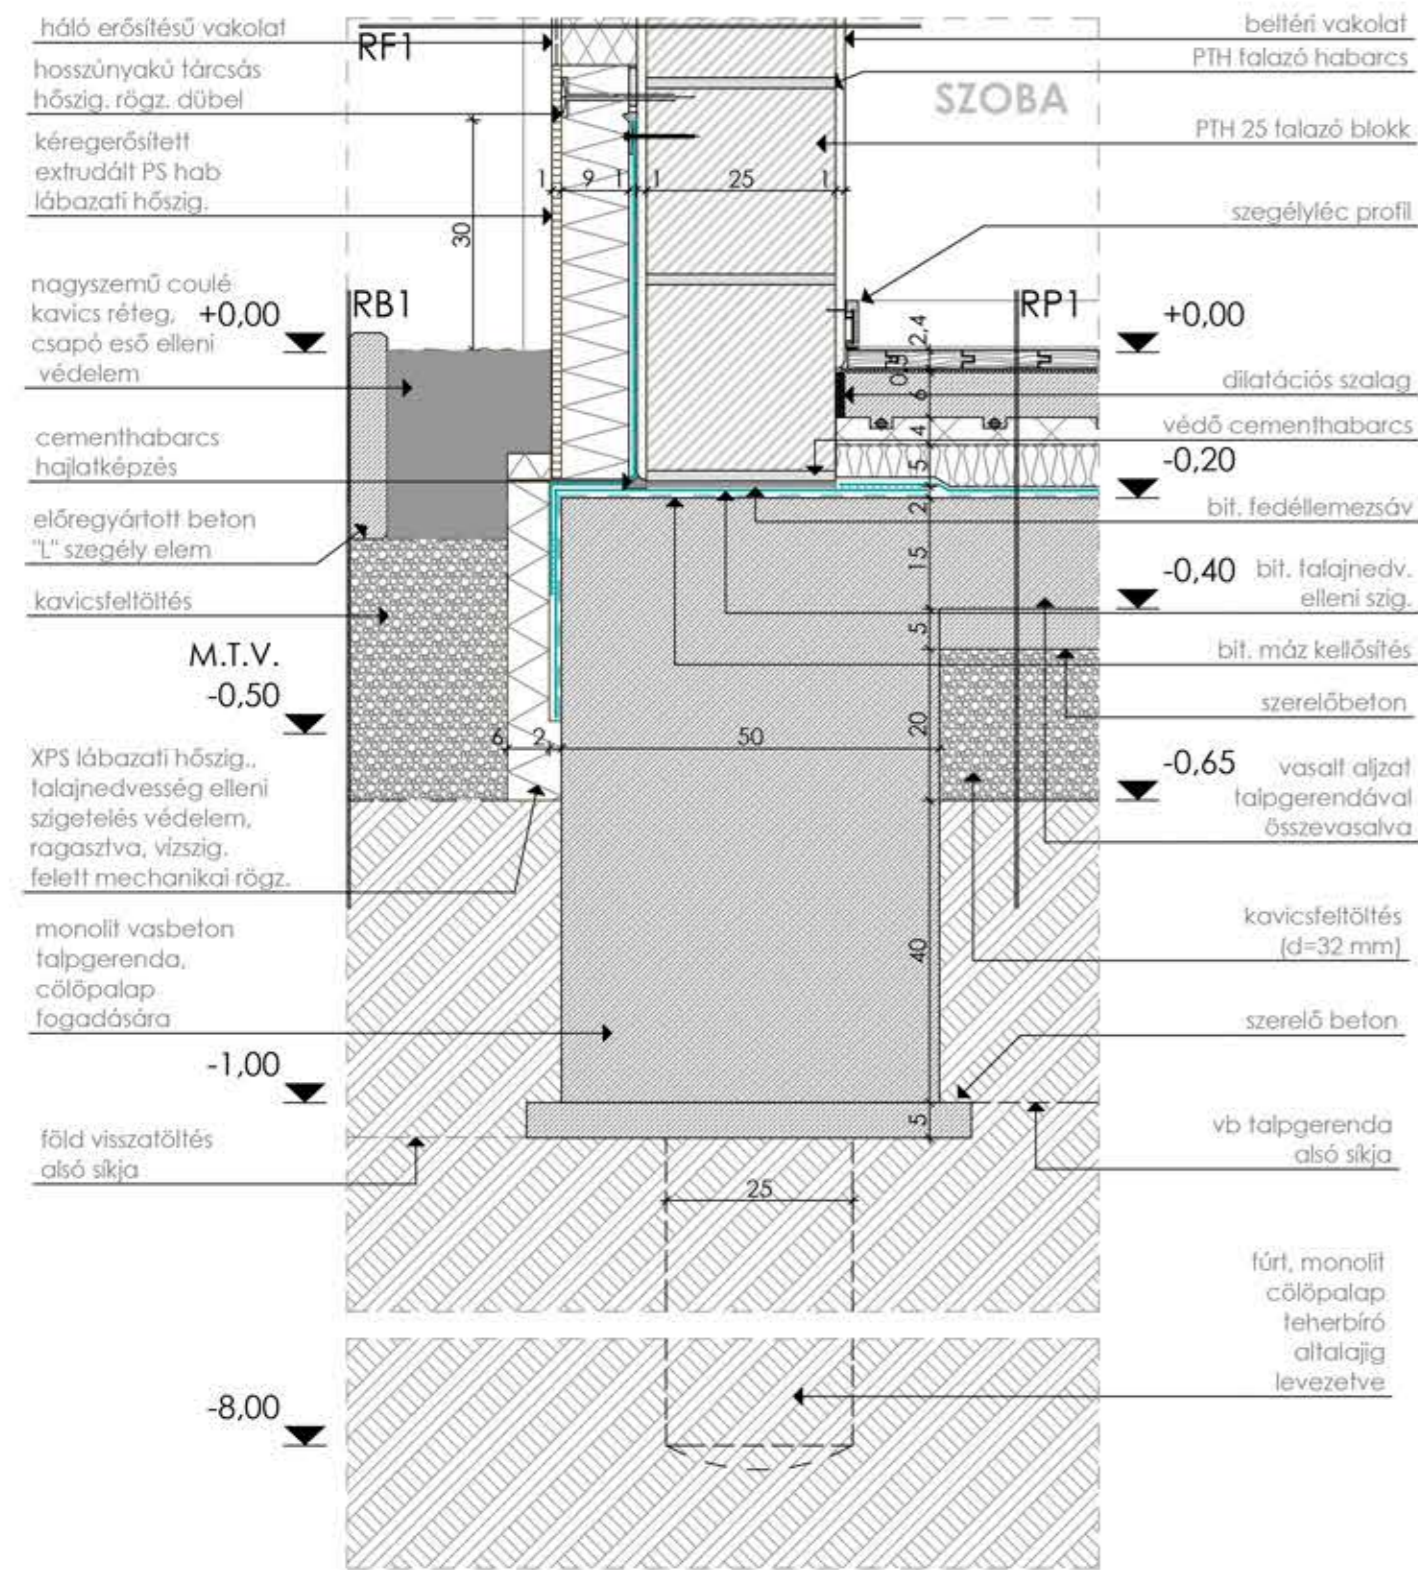 háló erősítésű vakolat
hosszúnyakú tárcsás
hőszig. rögz. dübel
kéregerősített
extrudált PS hab
lábazati hőszig.
nagyszemű coulé
kavics réteg,
csapó eső elleni
védelem
+0,00
cementhabarcs
hajlatképzés
előregyártott beton
"L" szegély elem
kavicsfeltöltés
M.T.V.
-0,50
XPS lábazati hőszig.,
talajnedvesség elleni
szigetelés védelem,
ragasztva, vízszig.
felett mechanikai rögz.
monolit vasbeton
talpgerenda,
cölöpalap
fogadására
-1,00
föld visszatöltés
alsó síkja
-8,00
RF1
SZOBA
1 9 1 1 25 1
30
RB1
RP1
2,4
0,5
6
4
5
2
15
5
20
6 2 50
40
5
25
beltéri vakolat
PTH falazó habarcs
PTH 25 falazó blokk
szegélyléc profil
+0,00
dilatációs szalag
védő cementhabarcs
-0,20
bit. fedéllemezsáv
-0,40
bit. talajnedv.
elleni szig.
bit. máz kellősítés
szerelőbeton
-0,65
vasalt aljzat
talpgerendával
összevasalva
kavicsfeltöltés
(d=32 mm)
szerelő beton
vb talpgerenda
alsó síkja
fúrt, monolit
cölöpalap
teherbíró
altalajig
levezetve